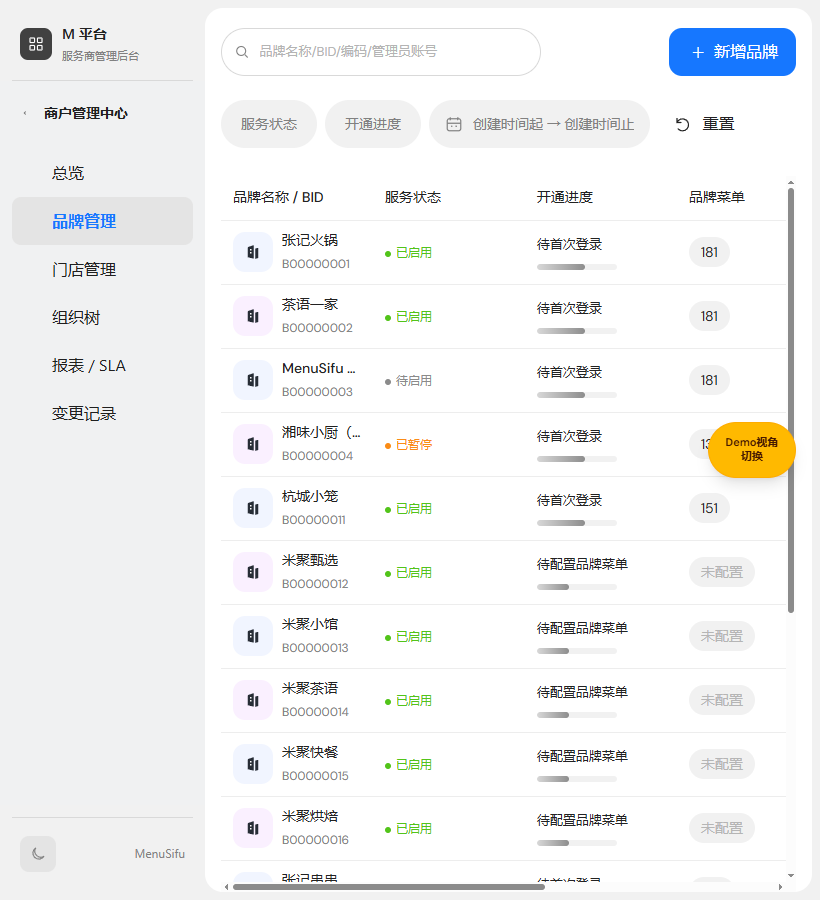 M 平台
服务商管理后台
商户管理中心
总览
品牌管理
门店管理
组织树
报表 / SLA
变更记录
MenuSifu
品牌名称/BID/编码/管理员账号
+ 新增品牌
服务状态
开通进度
创建时间起 → 创建时间止
重置
品牌名称 / BID 服务状态 开通进度 品牌菜单
张记火锅
B00000001
已启用
待首次登录
181
茶语一家
B00000002
已启用
待首次登录
181
MenuSifu ...
B00000003
待启用
待首次登录
181
湘味小厨（...
B00000004
已暂停
待首次登录
Demo视角
切换
杭城小笼
B00000011
已启用
待首次登录
151
米聚甄选
B00000012
已启用
待配置品牌菜单
未配置
米聚小馆
B00000013
已启用
待配置品牌菜单
未配置
米聚茶语
B00000014
已启用
待配置品牌菜单
未配置
米聚快餐
B00000015
已启用
待配置品牌菜单
未配置
米聚烘焙
B00000016
已启用
待配置品牌菜单
未配置